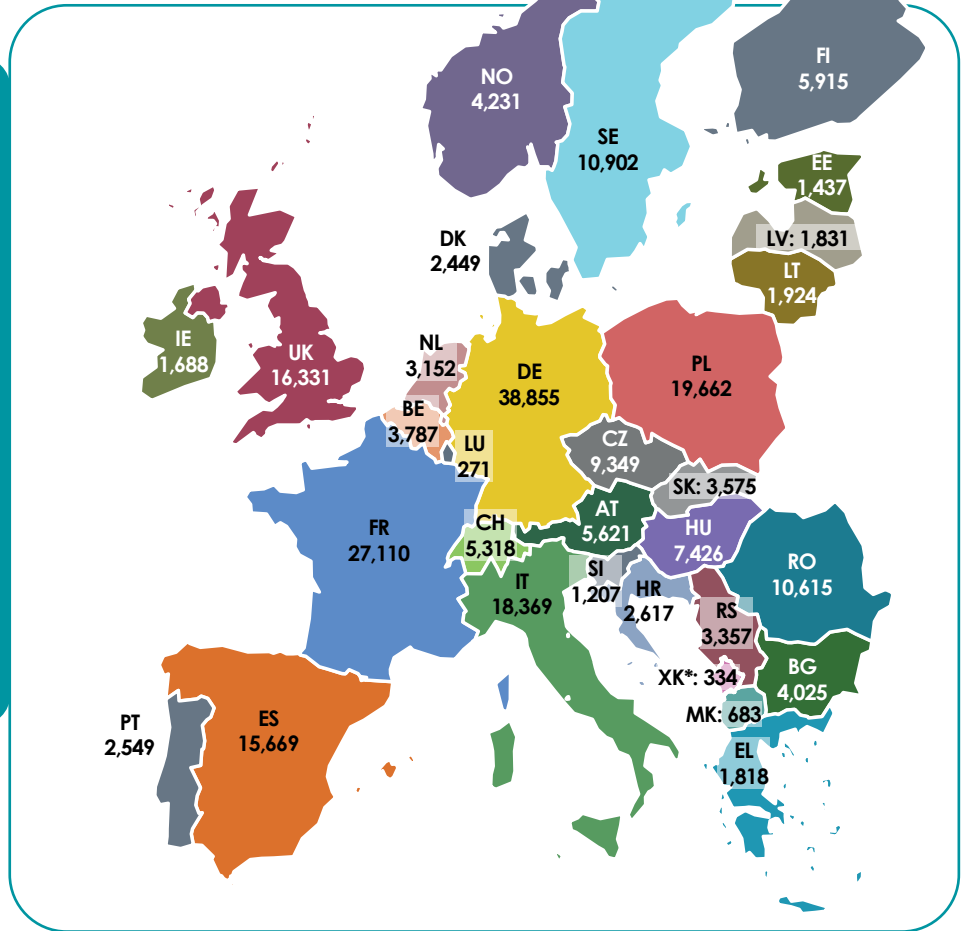 NO
4,231
FI
5,915
SE
10,902
EE
1,437
LV: 1,831
LT
1,924
DK
2,449
IE
1,688
UK
16,331
NL
3,152
BE
3,787
LU
271
DE
38,855
PL
19,662
CZ
9,349
SK: 3,575
AT
5,621
HU
7,426
FR
27,110
CH
5,318
IT
18,369
SI
1,207
HR
2,617
RO
10,615
RS
3,357
XK*: 334
BG
4,025
MK: 683
EL
1,818
PT
2,549
ES
15,669